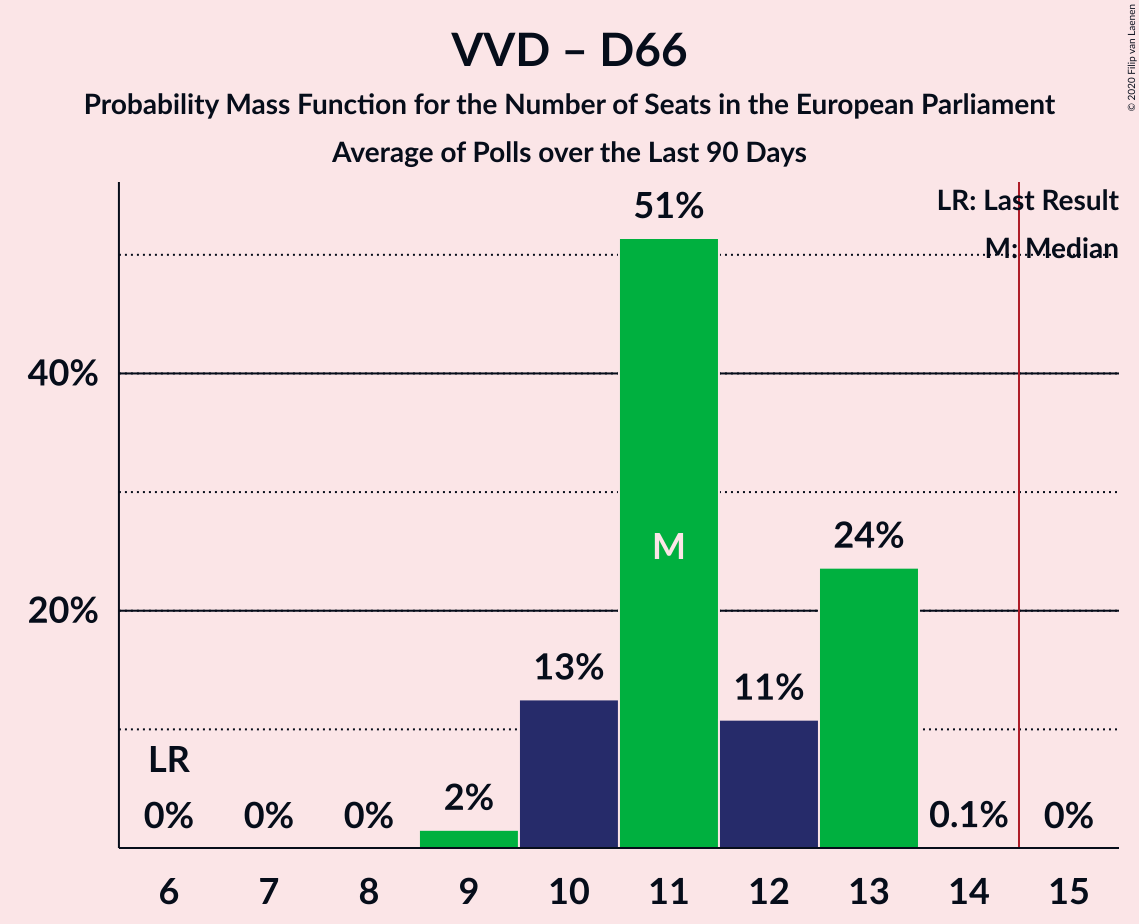 VVD – D66
Probability Mass Function for the Number of Seats in the European Parliament
Average of Polls over the Last 90 Days
© 2020 Filip van Laenen
LR: Last Result
M: Median
40%
20%
LR
0%
0%
0%
2%
13%
51%
M
11%
24%
0.1%
0%
6 7 8 9 10 11 12 13 14 15